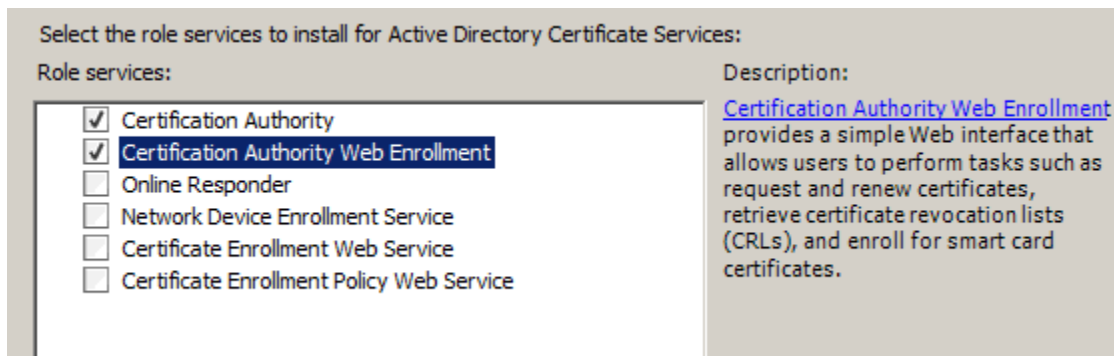 Select the role services to install for Active Directory Certificate Services:
Role services:
Certification Authority
Certification Authority Web Enrollment
Online Responder
Network Device Enrollment Service
Certificate Enrollment Web Service
Certificate Enrollment Policy Web Service
Description:
Certification Authority Web Enrollment
provides a simple Web interface that
allows users to perform tasks such as
request and renew certificates,
retrieve certificate revocation lists
(CRLs), and enroll for smart card
certificates.